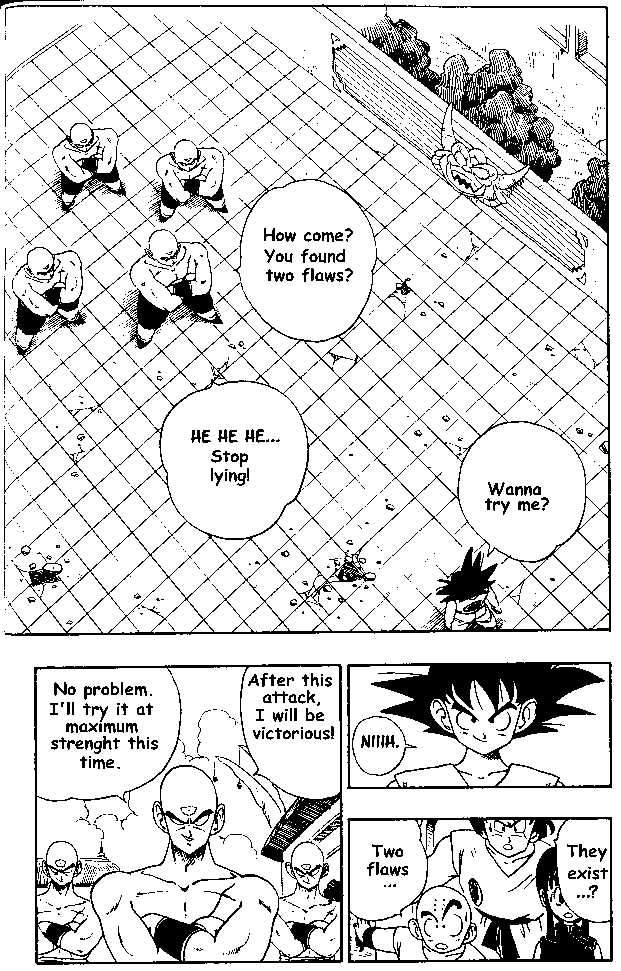 How come?
You found
two flaws?
HE HE HE...
Stop
lying!
Wanna
try me?
No problem.
I'll try it at
maximum
strenght this
time.
After this
attack,
I will be
victorious!
NIIIH.
Two
flaws
...
They
exist
...?